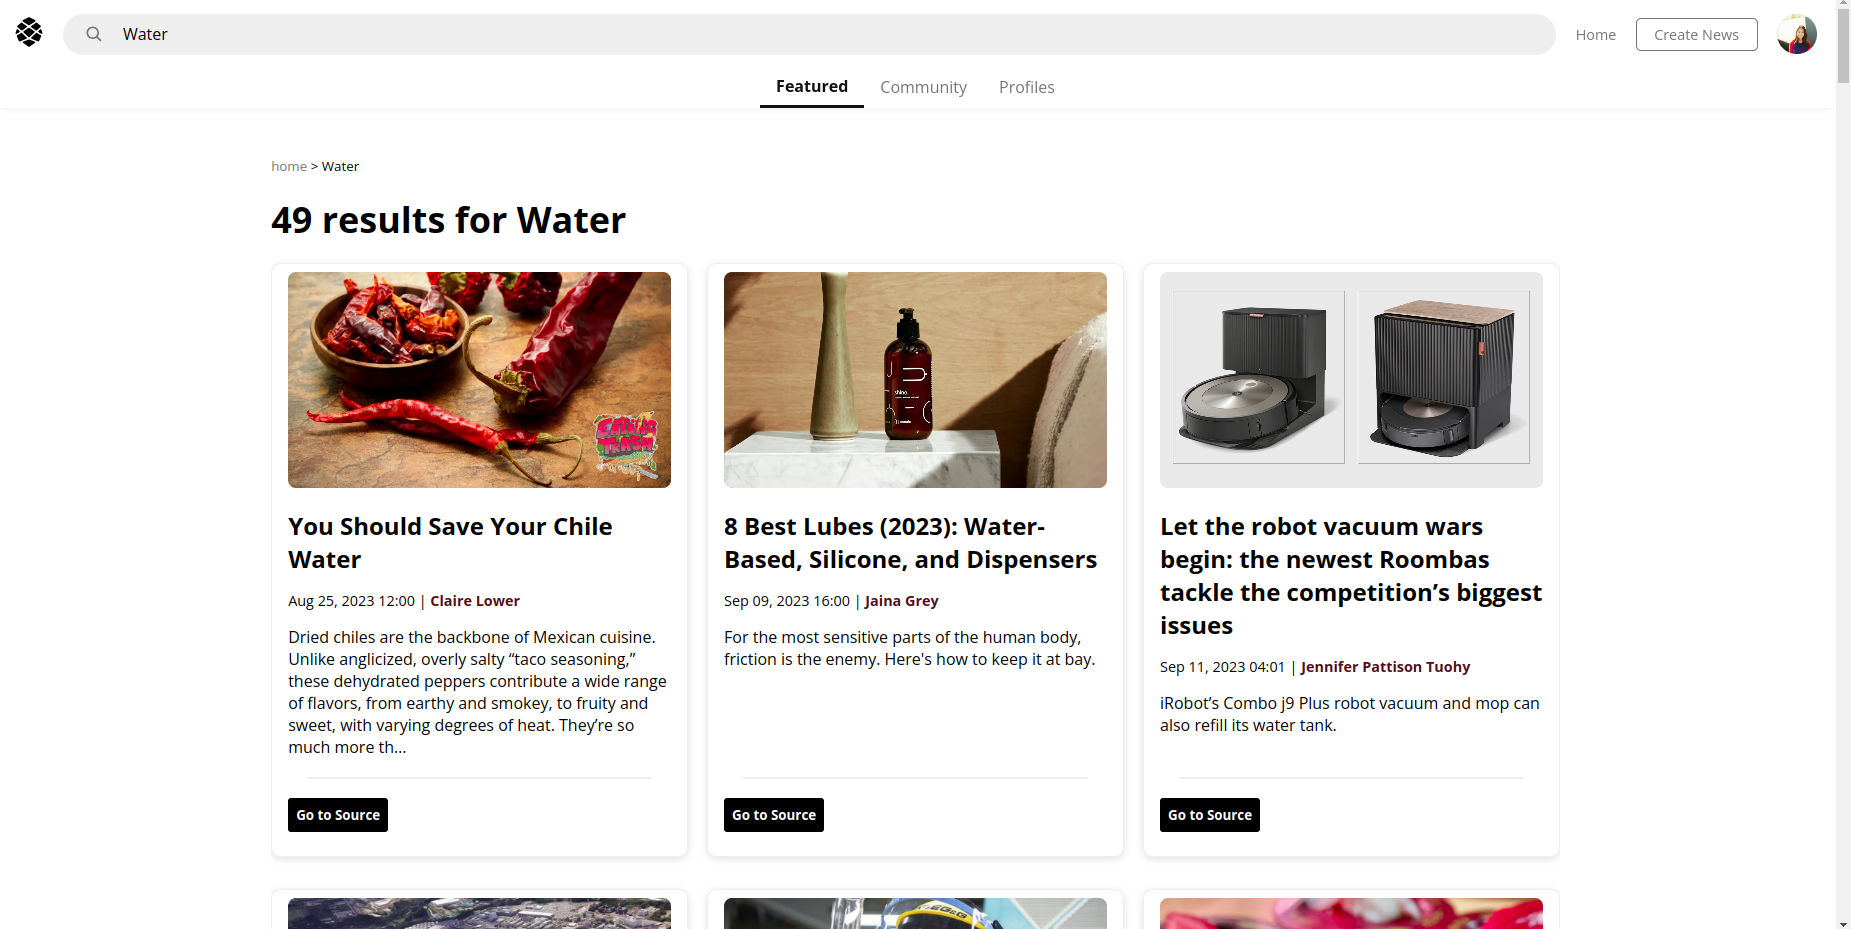 Water
Home
Create News
Featured
Community
Profiles
home > Water
49 results for Water
EATING
TRASH
You Should Save Your Chile
Water
Aug 25, 2023 12:00 | Claire Lower
Dried chiles are the backbone of Mexican cuisine.
Unlike anglicized, overly salty “taco seasoning,”
these dehydrated peppers contribute a wide range
of flavors, from earthy and smokey, to fruity and
sweet, with varying degrees of heat. They’re so
much more th...
Go to Source
shine
8 Best Lubes (2023): Water-
Based, Silicone, and Dispensers
Sep 09, 2023 16:00 | Jaina Grey
For the most sensitive parts of the human body,
friction is the enemy. Here's how to keep it at bay.
Go to Source
Let the robot vacuum wars
begin: the newest Roombas
tackle the competition’s biggest
issues
Sep 11, 2023 04:01 | Jennifer Pattison Tuohy
iRobot’s Combo j9 Plus robot vacuum and mop can
also refill its water tank.
Go to Source